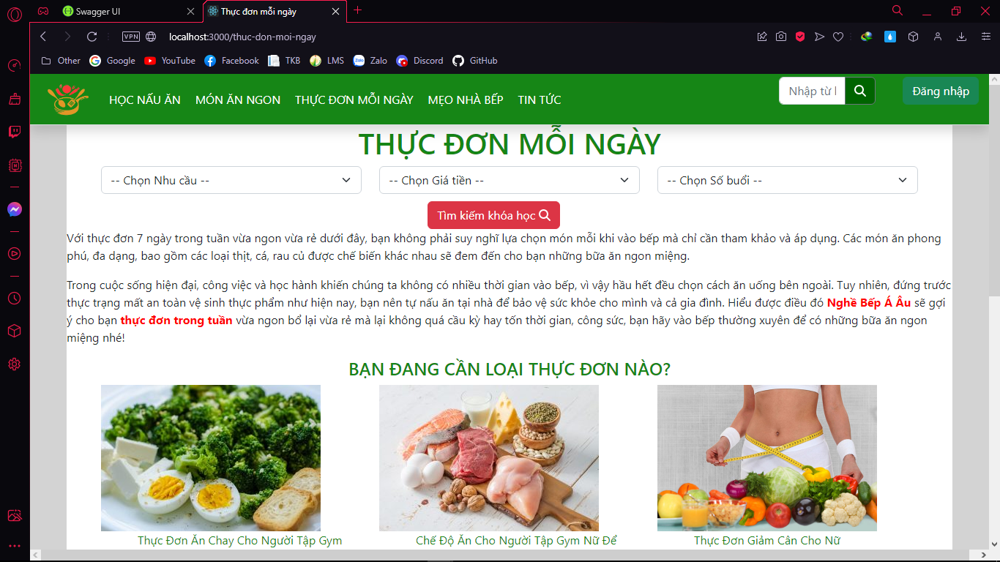 Swagger UI
Thực đơn mỗi ngày
VPN
localhost:3000/thuc-don-moi-ngay
Other
Google
YouTube
Facebook
TKB
LMS
Zalo
Discord
GitHub
HỌC NẤU ĂN
MÓN ĂN NGON
THỰC ĐƠN MỖI NGÀY
MẸO NHÀ BẾP
TIN TỨC
Nhập từ
Đăng nhập
THỰC ĐƠN MỖI NGÀY
-- Chọn Nhu cầu --
-- Chọn Giá tiền --
-- Chọn Số buổi --
Tìm kiếm khóa học
Với thực đơn 7 ngày trong tuần vừa ngon vừa rẻ dưới đây, bạn không phải suy nghĩ lựa chọn món mỗi khi vào bếp mà chỉ cần tham khảo và áp dụng. Các món ăn phong
phú, đa dạng, bao gồm các loại thịt, cá, rau củ được chế biến khác nhau sẽ đem đến cho bạn những bữa ăn ngon miệng.
Trong cuộc sống hiện đại, công việc và học hành khiến chúng ta không có nhiều thời gian vào bếp, vì vậy hầu hết đều chọn cách ăn uống bên ngoài. Tuy nhiên, đứng trước
thực trạng mất an toàn vệ sinh thực phẩm như hiện nay, bạn nên tự nấu ăn tại nhà để bảo vệ sức khỏe cho mình và cả gia đình. Hiểu được điều đó Nghề Bếp Á Âu sẽ gợi
ý cho bạn thực đơn trong tuần vừa ngon bổ lại vừa rẻ mà lại không quá cầu kỳ hay tốn thời gian, công sức, bạn hãy vào bếp thường xuyên để có những bữa ăn ngon
miệng nhé!
BẠN ĐANG CẦN LOẠI THỰC ĐƠN NÀO?
Thực Đơn Ăn Chay Cho Người Tập Gym
Chế Độ Ăn Cho Người Tập Gym Nữ Để
Thực Đơn Giảm Cân Cho Nữ